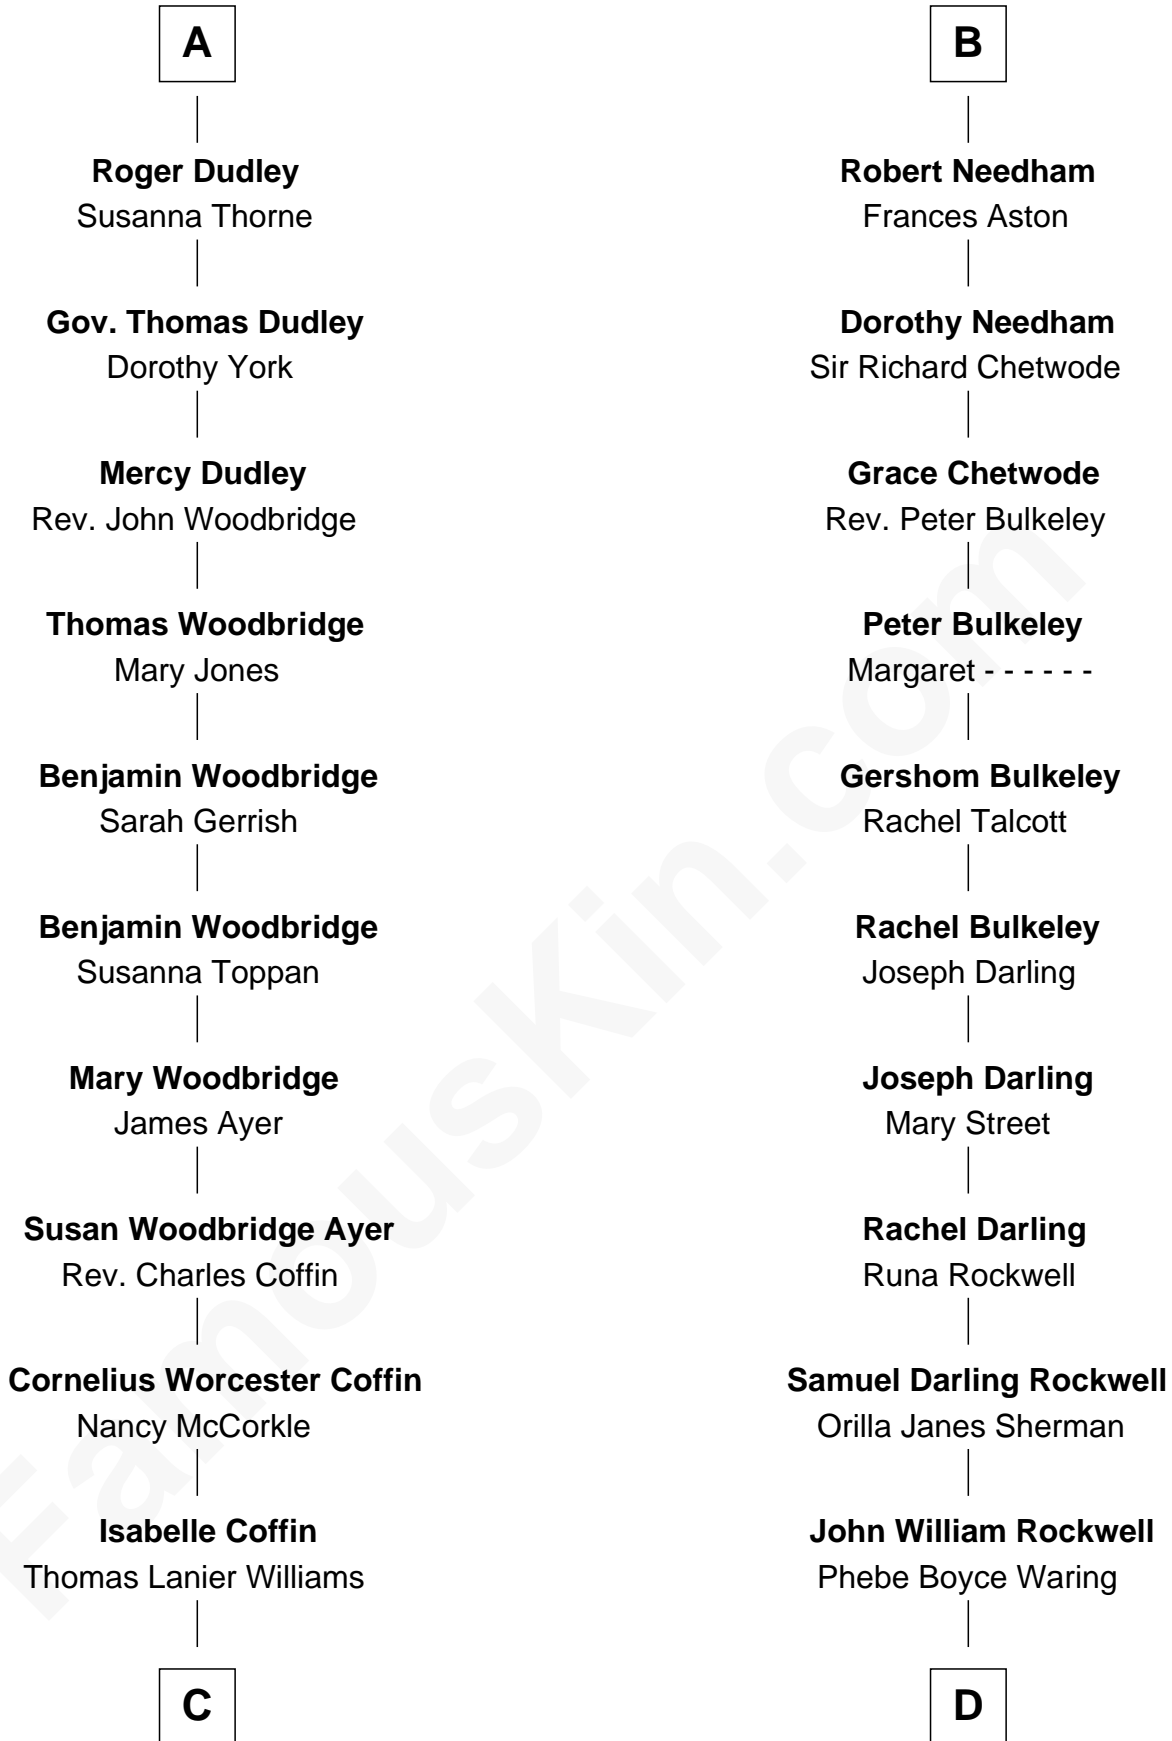 A
Roger Dudley
Susanna Thorne
Gov. Thomas Dudley
Dorothy York
Mercy Dudley
Rev. John Woodbridge
Thomas Woodbridge
Mary Jones
Benjamin Woodbridge
Sarah Gerrish
Benjamin Woodbridge
Susanna Toppan
Mary Woodbridge
James Ayer
Susan Woodbridge Ayer
Rev. Charles Coffin
Cornelius Worcester Coffin
Nancy McCorkle
Isabelle Coffin
Thomas Lanier Williams
C
B
Robert Needham
Frances Aston
Dorothy Needham
Sir Richard Chetwode
Grace Chetwode
Rev. Peter Bulkeley
Peter Bulkeley
Margaret - - - - - -
Gershom Bulkeley
Rachel Talcott
Rachel Bulkeley
Joseph Darling
Joseph Darling
Mary Street
Rachel Darling
Runa Rockwell
Samuel Darling Rockwell
Orilla Janes Sherman
John William Rockwell
Phebe Boyce Waring
D
FamousKin.com